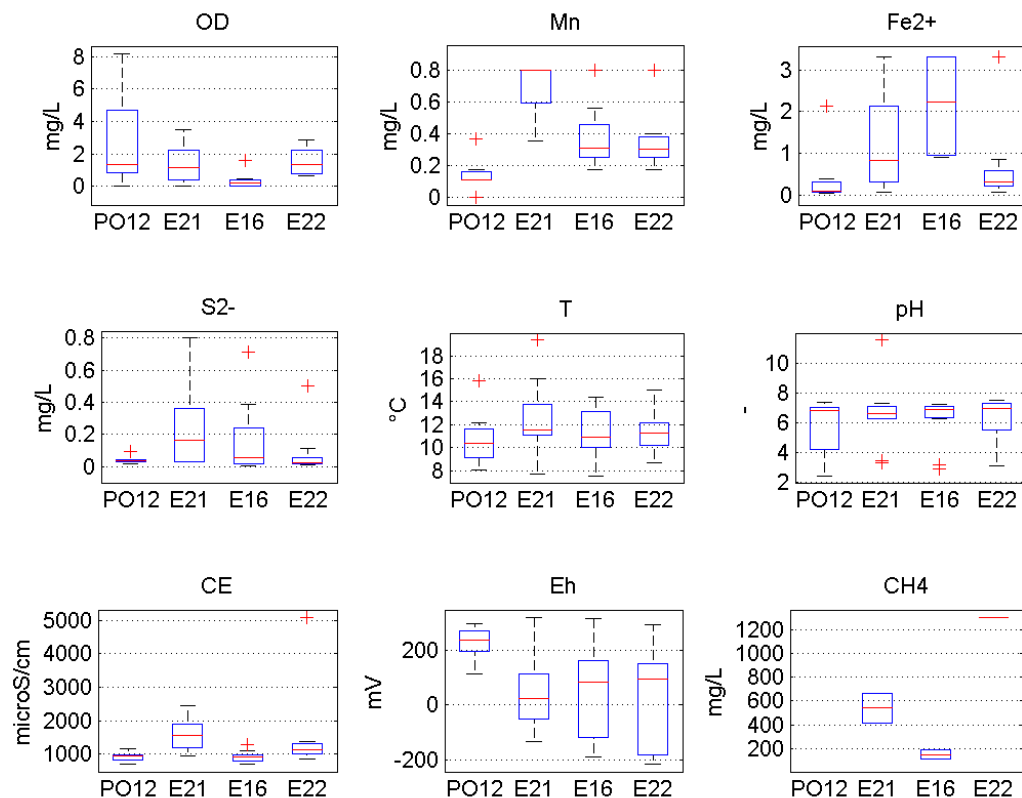 OD
mg/L
8
6
4
2
0
PO12 E21 E16 E22
Mn
0.8
0.6
0.4
0.2
0
PO12 E21 E16 E22
Fe2+
mg/L
3
2
1
0
PO12 E21 E16 E22
S2-
mg/L
0.8
0.6
0.4
0.2
0
PO12 E21 E16 E22
T
°C
18
16
14
12
10
8
PO12 E21 E16 E22
pH
-
10
8
6
4
2
PO12 E21 E16 E22
CE
microS/cm
5000
4000
3000
2000
1000
PO12 E21 E16 E22
Eh
mV
200
0
-200
PO12 E21 E16 E22
CH4
mg/L
1200
1000
800
600
400
200
PO12 E21 E16 E22